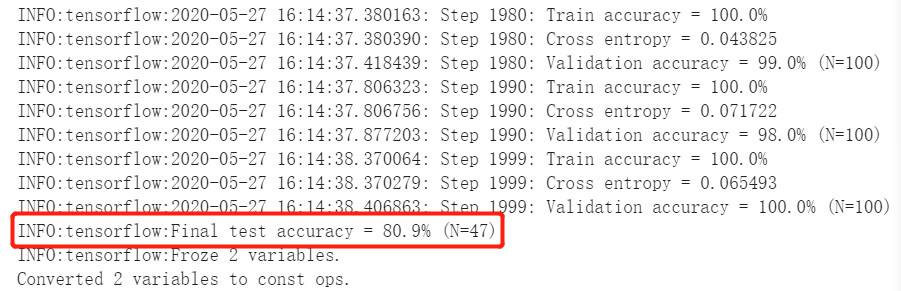 INFO:tensorflow:2020-05-27 16:14:37.380163: Step 1980: Train accuracy = 100.0%
INFO:tensorflow:2020-05-27 16:14:37.380390: Step 1980: Cross entropy = 0.043825
INFO:tensorflow:2020-05-27 16:14:37.418439: Step 1980: Validation accuracy = 99.0% (N=100)
INFO:tensorflow:2020-05-27 16:14:37.806323: Step 1990: Train accuracy = 100.0%
INFO:tensorflow:2020-05-27 16:14:37.806756: Step 1990: Cross entropy = 0.071722
INFO:tensorflow:2020-05-27 16:14:37.877203: Step 1990: Validation accuracy = 98.0% (N=100)
INFO:tensorflow:2020-05-27 16:14:38.370064: Step 1999: Train accuracy = 100.0%
INFO:tensorflow:2020-05-27 16:14:38.370279: Step 1999: Cross entropy = 0.065493
INFO:tensorflow:2020-05-27 16:14:38.406863: Step 1999: Validation accuracy = 100.0% (N=100)
INFO:tensorflow:Final test accuracy = 80.9% (N=47)
INFO:tensorflow:Froze 2 variables.
Converted 2 variables to const ops.